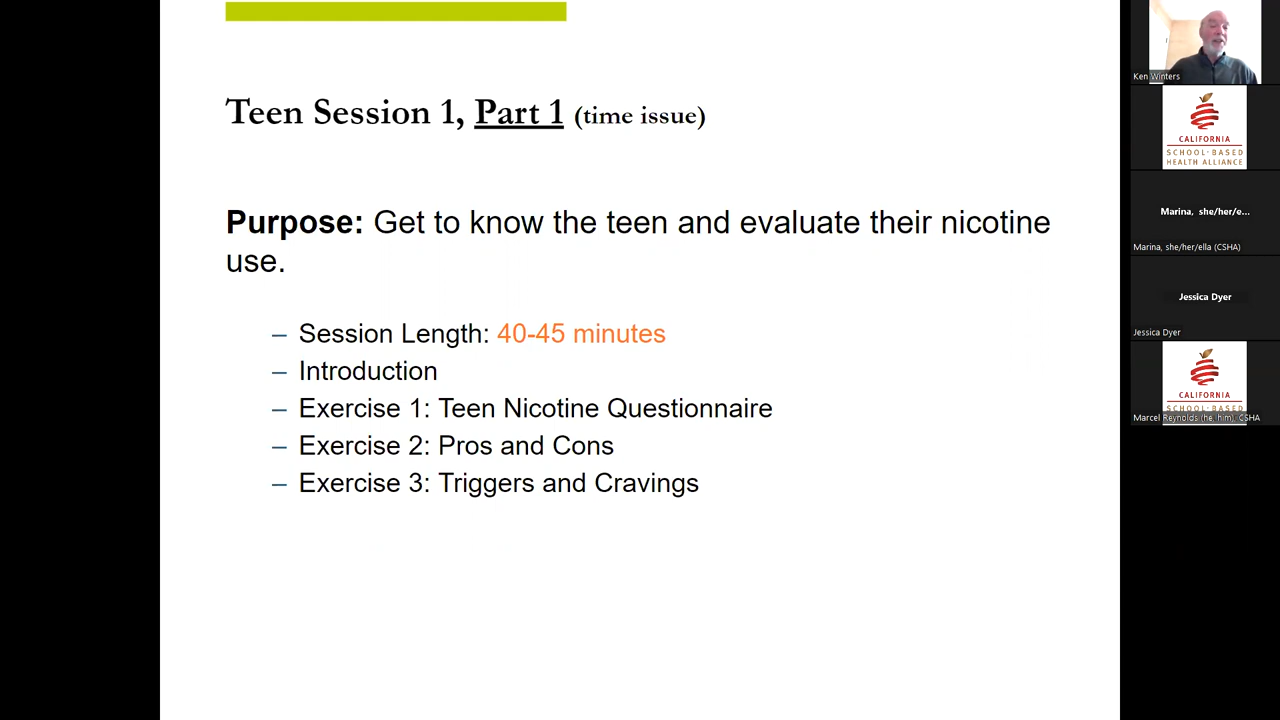 Teen Session 1, Part 1 (time issue)
Purpose: Get to know the teen and evaluate their nicotine
use.
– Session Length: 40-45 minutes
– Introduction
– Exercise 1: Teen Nicotine Questionnaire
– Exercise 2: Pros and Cons
– Exercise 3: Triggers and Cravings
Ken Winters
CALIFORNIA
SCHOOL-BASED
HEALTH ALLIANCE
Marina, she/her/e...
Marina, she/her/ella (CSHA)
Jessica Dyer
Jessica Dyer
CALIFORNIA
SCHOOL-BASED
Marcel Reynolds (he, him), CSHA